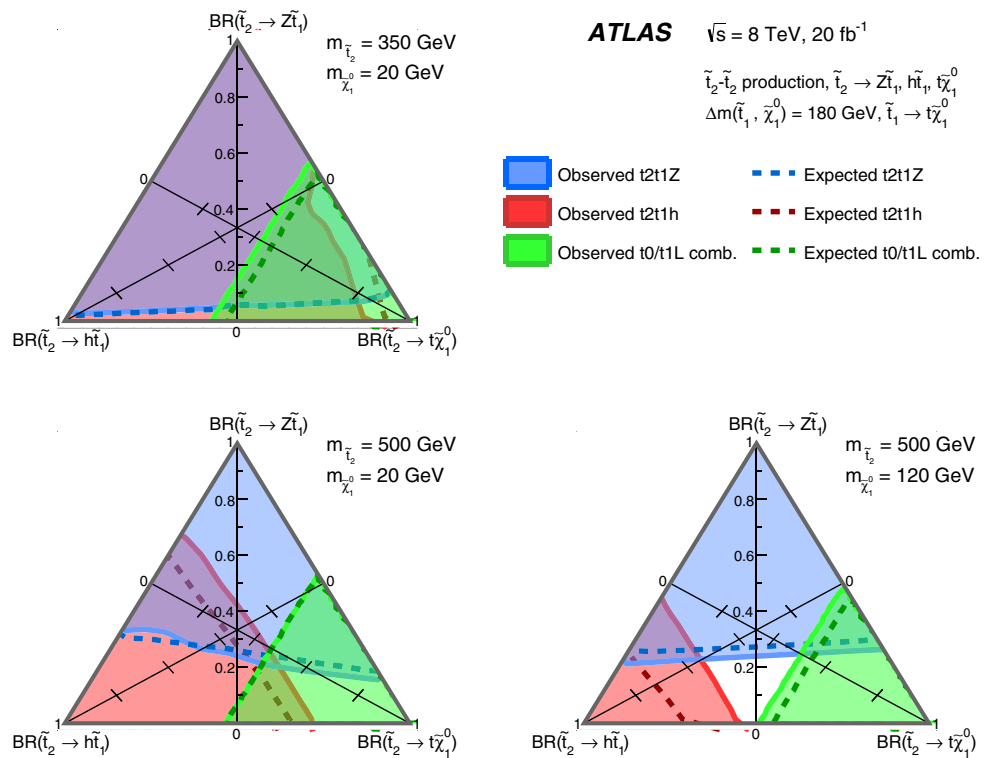 BR(t̃₂ → Zt̃₁)
ATLAS √s = 8 TeV, 20 fb⁻¹
m_t̃₂ = 350 GeV
m_χ̃₁⁰ = 20 GeV
t̃₂-t̃₂ production, t̃₂ → Zt̃₁, ht̃₁, tχ̃₁⁰
Δm(t̃₁, χ̃₁⁰) = 180 GeV, t̃₁ → tχ̃₁⁰
1
0.8
0.6
0.4
0.2
0
0
1
0
1
BR(t̃₂ → ht̃₁)
BR(t̃₂ → tχ̃₁⁰)
Observed t2t1Z
Expected t2t1Z
Observed t2t1h
Expected t2t1h
Observed t0/t1L comb.
Expected t0/t1L comb.
BR(t̃₂ → Zt̃₁)
m_t̃₂ = 500 GeV
m_χ̃₁⁰ = 20 GeV
1
0.8
0.6
0.4
0.2
0
0
1
0
1
BR(t̃₂ → ht̃₁)
BR(t̃₂ → tχ̃₁⁰)
BR(t̃₂ → Zt̃₁)
m_t̃₂ = 500 GeV
m_χ̃₁⁰ = 120 GeV
1
0.8
0.6
0.4
0.2
0
0
1
0
1
BR(t̃₂ → ht̃₁)
BR(t̃₂ → tχ̃₁⁰)